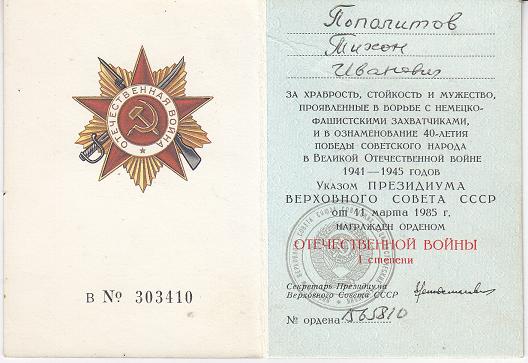 ОТЕЧЕСТВЕННАЯ ВОЙНА
В № 303410
Тихон
Иванович
ЗА ХРАБРОСТЬ, СТОЙКОСТЬ И МУЖЕСТВО,
ПРОЯВЛЕННЫЕ В БОРЬБЕ С НЕМЕЦКО-
ФАШИСТСКИМИ ЗАХВАТЧИКАМИ,
И В ОЗНАМЕНОВАНИЕ 40-ЛЕТИЯ
ПОБЕДЫ СОВЕТСКОГО НАРОДА
В ВЕЛИКОЙ ОТЕЧЕСТВЕННОЙ ВОЙНЕ
1941—1945 ГОДОВ
УКАЗОМ ПРЕЗИДИУМА
ВЕРХОВНОГО СОВЕТА СССР
от 11 марта 1985 г.
НАГРАЖДЕН ОРДЕНОМ
ОТЕЧЕСТВЕННОЙ ВОЙНЫ
I степени
Секретарь Президиума
Верховного Совета СССР
№ ордена 565810